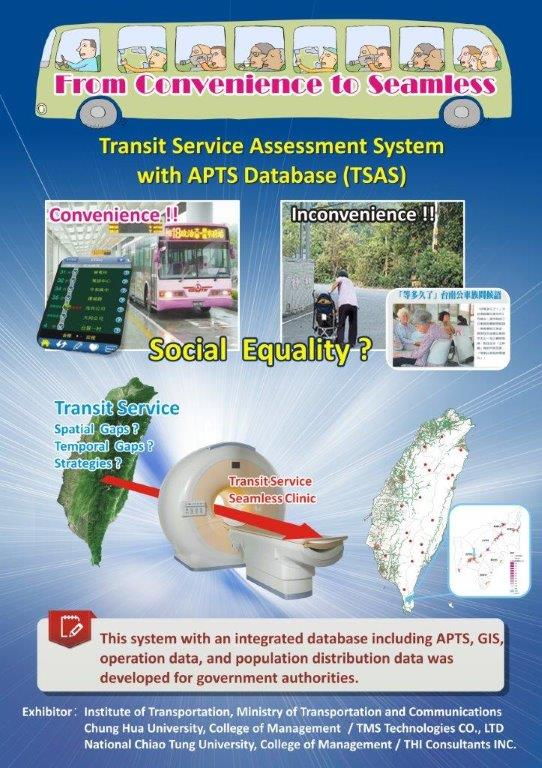 From Convenience to Seamless
Transit Service Assessment System
with APTS Database (TSAS)
Convenience !!
Inconvenience !!
「等多久了」台南公車族問候語
Social Equality ?
Transit Service
Spatial Gaps ?
Temporal Gaps ?
Strategies ?
Transit Service
Seamless Clinic
This system with an integrated database including APTS, GIS,
operation data, and population distribution data was
developed for government authorities.
Exhibitor： Institute of Transportation, Ministry of Transportation and Communications
Chung Hua University, College of Management / TMS Technologies CO., LTD
National Chiao Tung University, College of Management / THI Consultants INC.